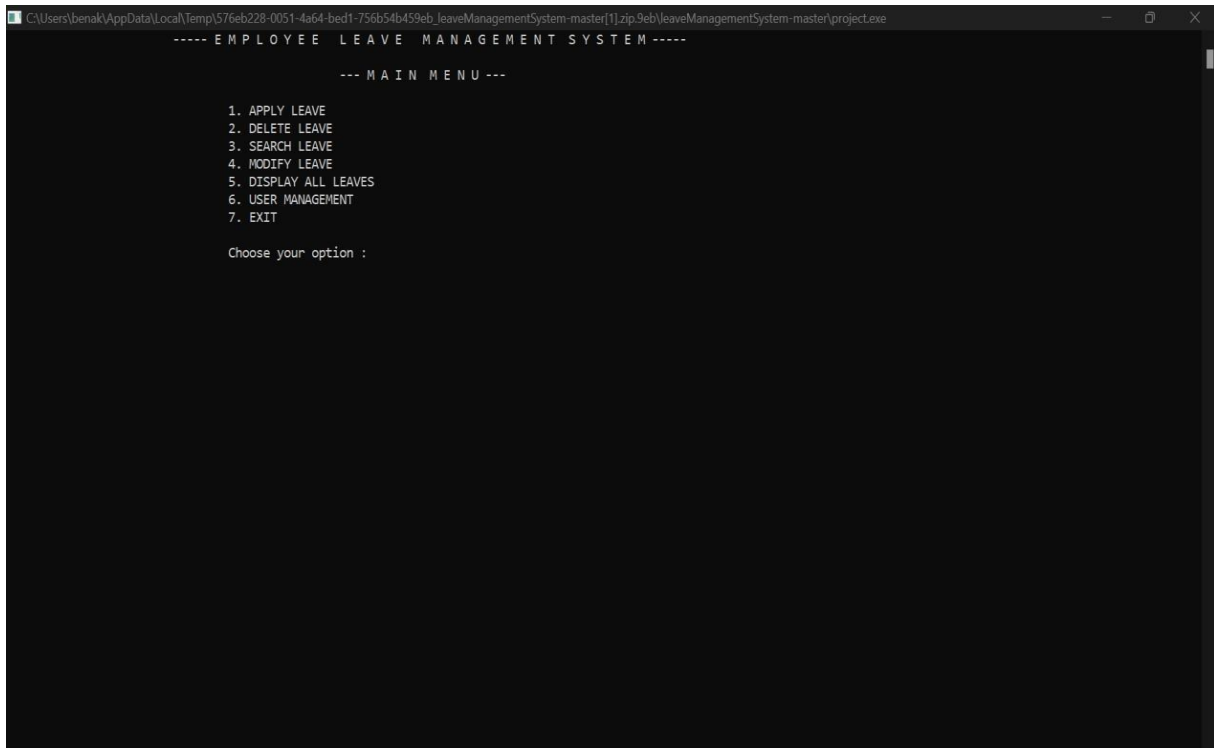 C:\Users\benak\AppData\Local\Temp\576eb228-0051-4a64-bed1-756b54b459eb_leaveManagementSystem-master[1].zip.9eb\leaveManagementSystem-master\project.exe
----- E M P L O Y E E   L E A V E   M A N A G E M E N T  S Y S T E M -----
--- M A I N  M E N U ---
1. APPLY LEAVE
2. DELETE LEAVE
3. SEARCH LEAVE
4. MODIFY LEAVE
5. DISPLAY ALL LEAVES
6. USER MANAGEMENT
7. EXIT
Choose your option :